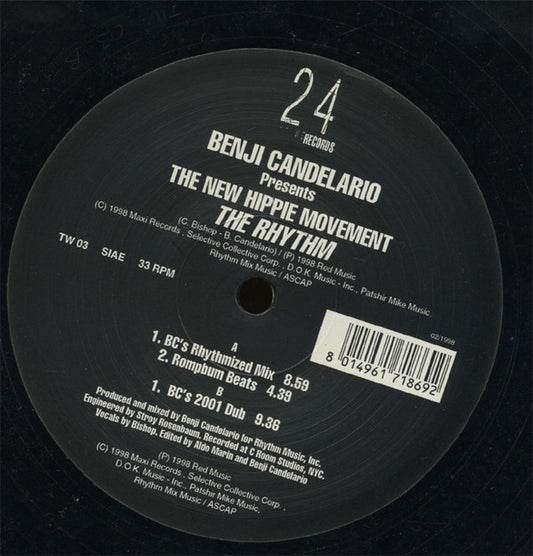 24
RECORDS
BENJI CANDELARIO
Presents
THE NEW HIPPIE MOVEMENT
THE RHYTHM
(C. Bishop - B. Candelario) / (P) 1998 Red Music
(C) 1998 Maxi Records , Selective Collective Corp. , D.O.K. Music - Inc., Patshir Mike Music.
Rhythm Mix Music / ASCAP
TW 03 SIAE 33 RPM
02/1998
8 014961 718692
A
1. BC's Rhythmized Mix 8.59
2. Rompbum Beats 4.39
B
1. BC's 2001 Dub 9.36
Produced and mixed by Benji Candelario for Rhythm Music, Inc.
Engineered by Stroy Rosenbaum. Recorded at C Room Studios, NYC.
Vocals by Bishop. Edited by Aldo Marin and Benji Candelario
(P) 1998 Red Music
(C) 1998 Maxi Records , Selective Collective Corp. ,
D.O.K. Music - Inc., Patshir Mike Music.
Rhythm Mix Music / ASCAP